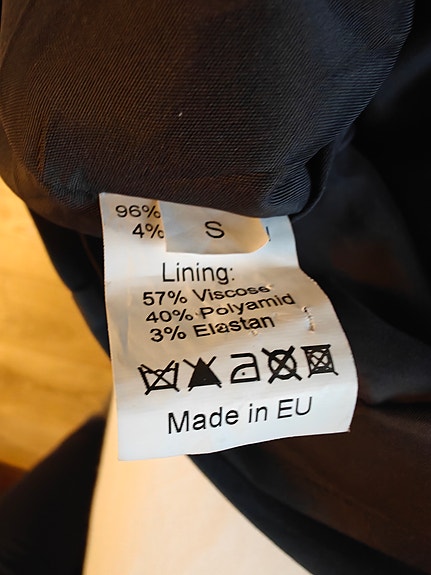 96%
4%
S
Lining:
57% Viscose
40% Polyamid
3% Elastan
Made in EU